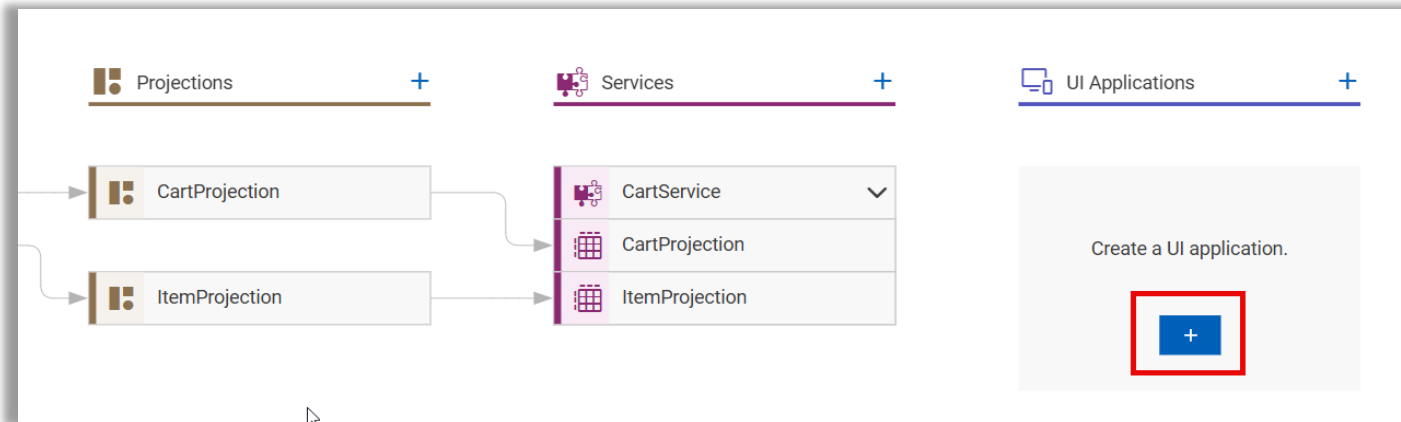 Projections +
Services +
UI Applications +
CartProjection
CartService
CartProjection
Create a UI application.
ItemProjection
ItemProjection
+